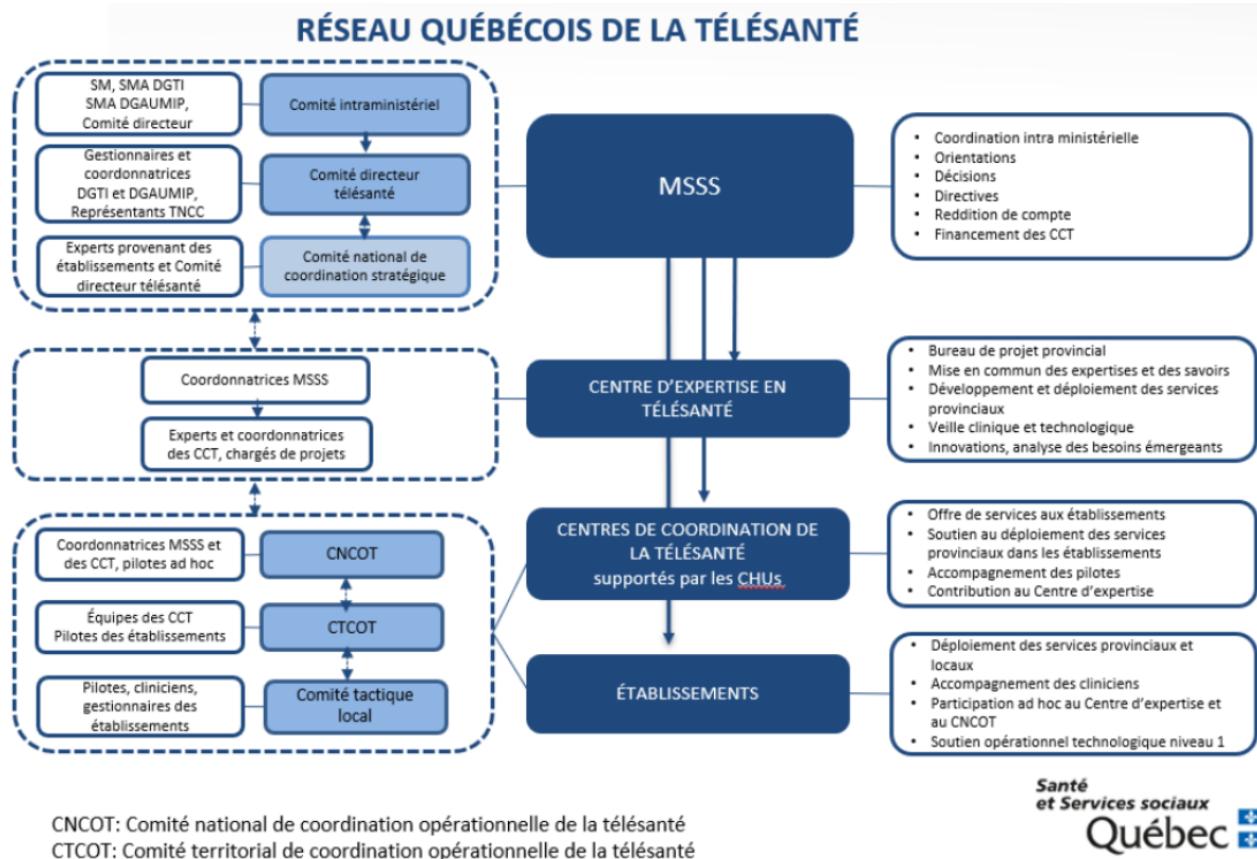 RÉSEAU QUÉBÉCOIS DE LA TÉLÉSANTÉ
SM, SMA DGTI
SMA DGAUMIP,
Comité directeur
Comité intraministériel
Gestionnaires et
coordonnatrices
DGTI et DGAUMIP,
Représentants TNCC
Comité directeur
télésanté
Experts provenant des
établissements et Comité
directeur télésanté
Comité national de
coordination stratégique
MSSS
• Coordination intra ministérielle
• Orientations
• Décisions
• Directives
• Reddition de compte
• Financement des CCT
Coordonnatrices MSSS
Experts et coordonnatrices
des CCT, chargés de projets
CENTRE D'EXPERTISE EN
TÉLÉSANTÉ
• Bureau de projet provincial
• Mise en commun des expertises et des savoirs
• Développement et déploiement des services
provinciaux
• Veille clinique et technologique
• Innovations, analyse des besoins émergeants
Coordonnatrices MSSS et
des CCT, pilotes ad hoc
CNCOT
Équipes des CCT
Pilotes des établissements
CTCOT
Pilotes, cliniciens,
gestionnaires des
établissements
Comité tactique
local
CENTRES DE COORDINATION DE
LA TÉLÉSANTÉ
supportés par les CHUs
• Offre de services aux établissements
• Soutien au déploiement des services
provinciaux dans les établissements
• Accompagnement des pilotes
• Contribution au Centre d'expertise
ÉTABLISSEMENTS
• Déploiement des services provinciaux et
locaux
• Accompagnement des cliniciens
• Participation ad hoc au Centre d'expertise et
au CNCOT
• Soutien opérationnel technologique niveau 1
CNCOT: Comité national de coordination opérationnelle de la télésanté
CTCOT: Comité territorial de coordination opérationnelle de la télésanté
Santé
et Services sociaux
Québec